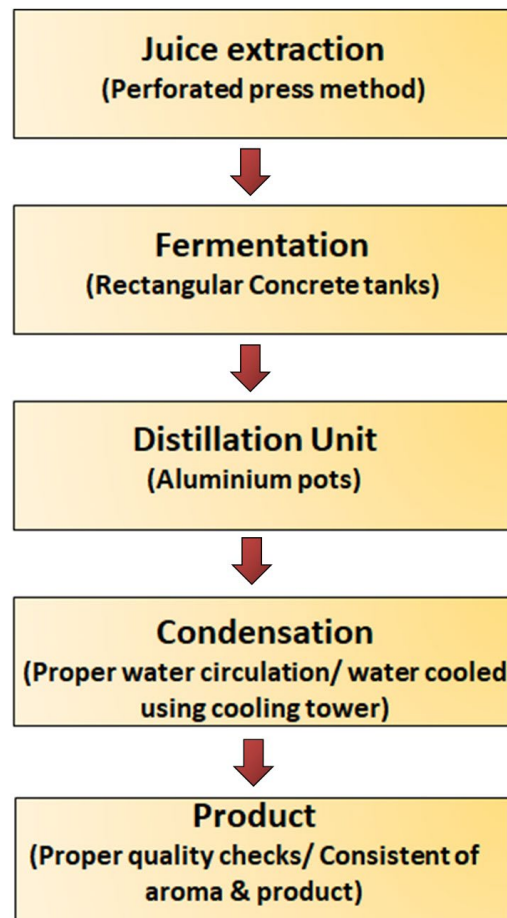 Juice extraction
(Perforated press method)
Fermentation
(Rectangular Concrete tanks)
Distillation Unit
(Aluminium pots)
Condensation
(Proper water circulation/ water cooled
using cooling tower)
Product
(Proper quality checks/ Consistent of
aroma & product)